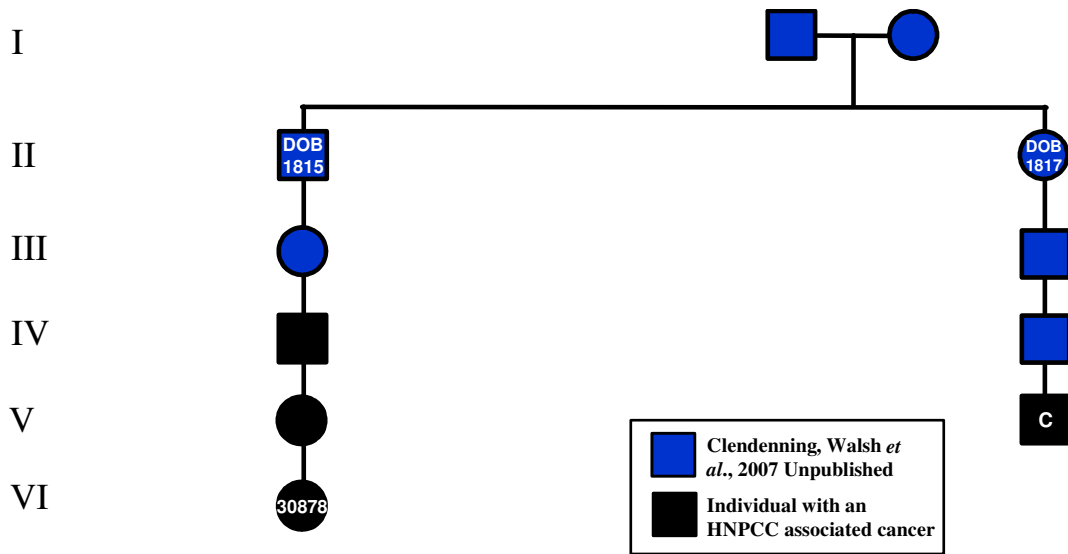 I
II
DOB
1815
DOB
1817
III
IV
V
C
VI
30878
Clendenning, Walsh et
al., 2007 Unpublished
Individual with an
HNPCC associated cancer